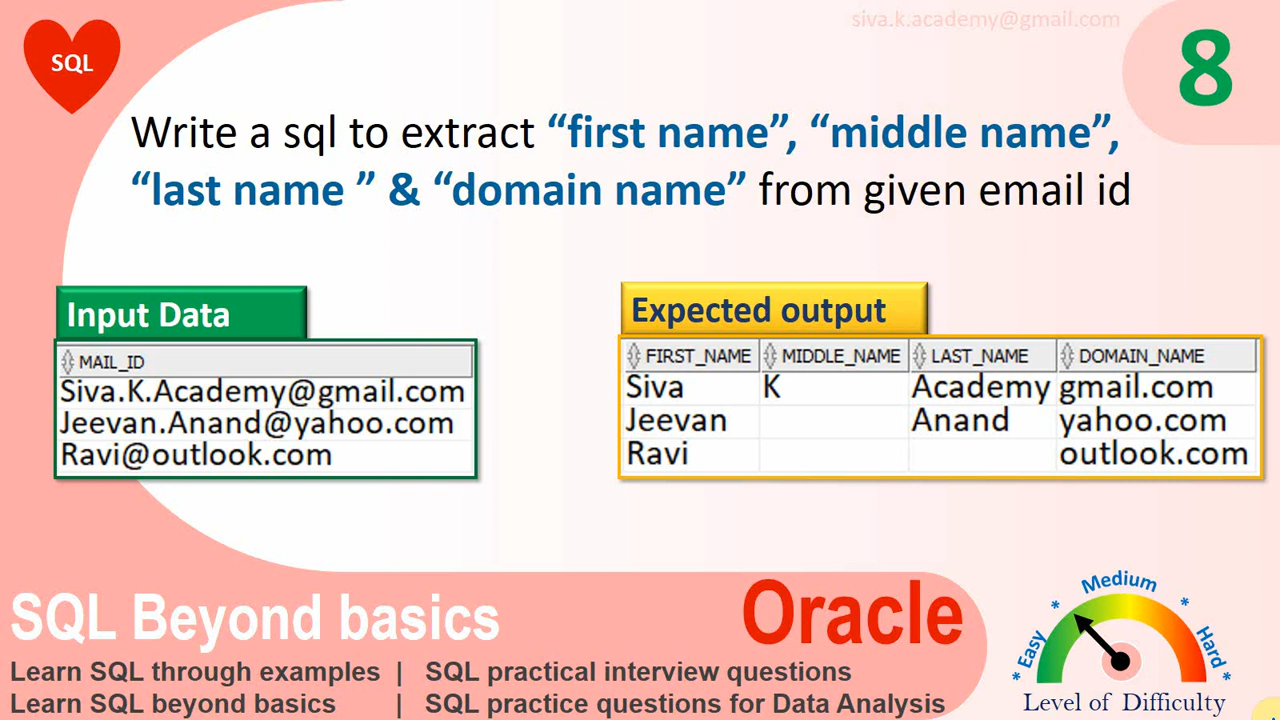 siva.k.academy@gmail.com
SQL
8
Write a sql to extract “first name”, “middle name”,
“last name ” & “domain name” from given email id
Input Data
MAIL_ID
Siva.K.Academy@gmail.com
Jeevan.Anand@yahoo.com
Ravi@outlook.com
Expected output
FIRST_NAME MIDDLE_NAME LAST_NAME DOMAIN_NAME
Siva K Academy gmail.com
Jeevan Anand yahoo.com
Ravi outlook.com
SQL Beyond basics
Oracle
Learn SQL through examples | SQL practical interview questions
Learn SQL beyond basics | SQL practice questions for Data Analysis
* Easy * Medium * Hard *
Level of Difficulty